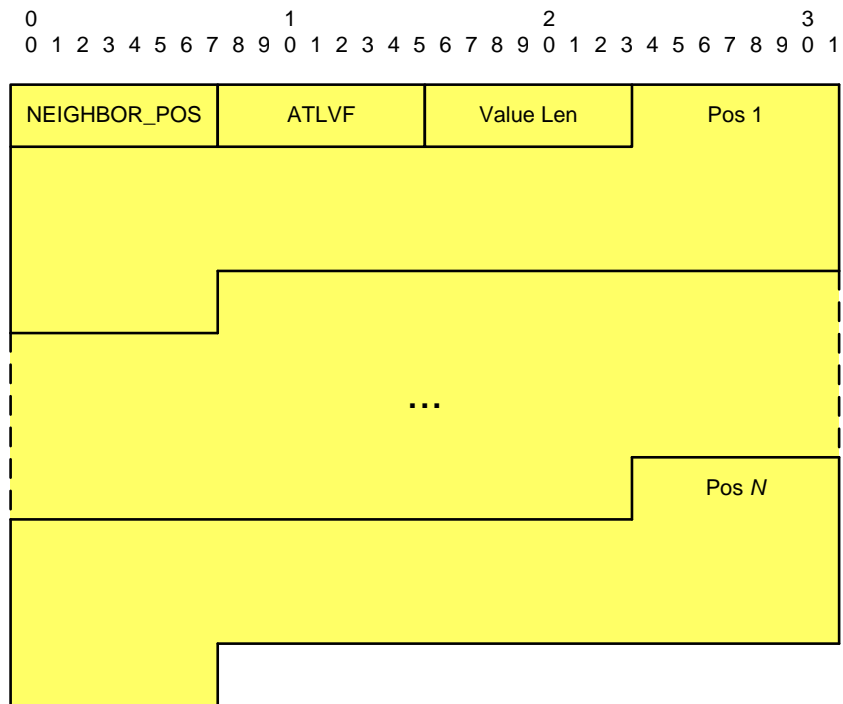 0 1 2 3
0 1 2 3 4 5 6 7 8 9 0 1 2 3 4 5 6 7 8 9 0 1 2 3 4 5 6 7 8 9 0 1
NEIGHBOR_POS ATLVF Value Len Pos 1
...
Pos N